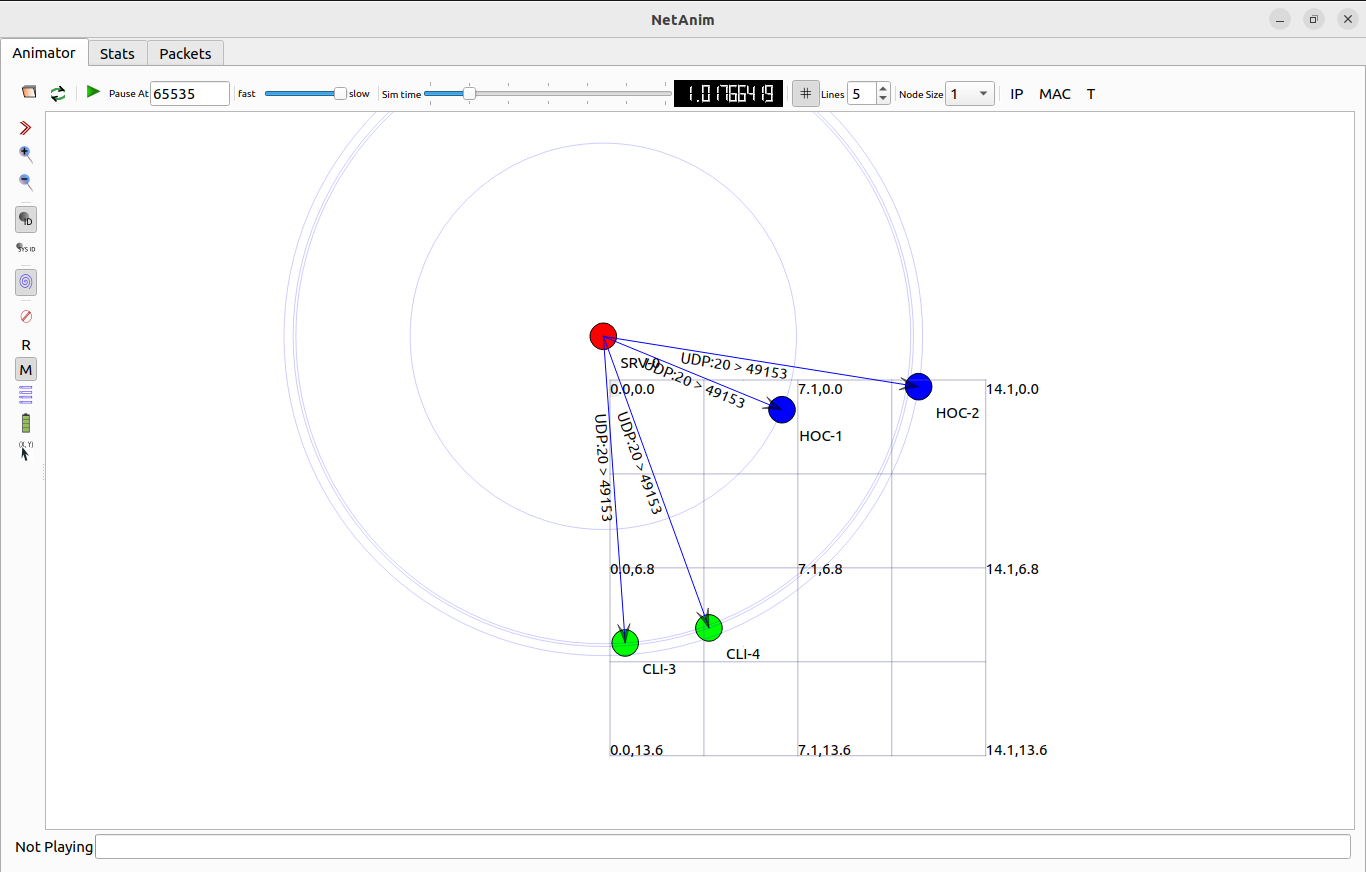 NetAnim
Animator Stats Packets
Pause At 65535 fast slow Sim time 1.01766419 Lines 5 Node Size 1 IP MAC T
ID
SYS ID
R
M
(X, Y)
SRV-0
UDP:20 > 49153
UDP:20 > 49153
UDP:20 > 49153
UDP:20 > 49153
0.0,0.0 7.1,0.0 14.1,0.0
HOC-2
HOC-1
0.0,6.8 7.1,6.8 14.1,6.8
CLI-4
CLI-3
0.0,13.6 7.1,13.6 14.1,13.6
Not Playing